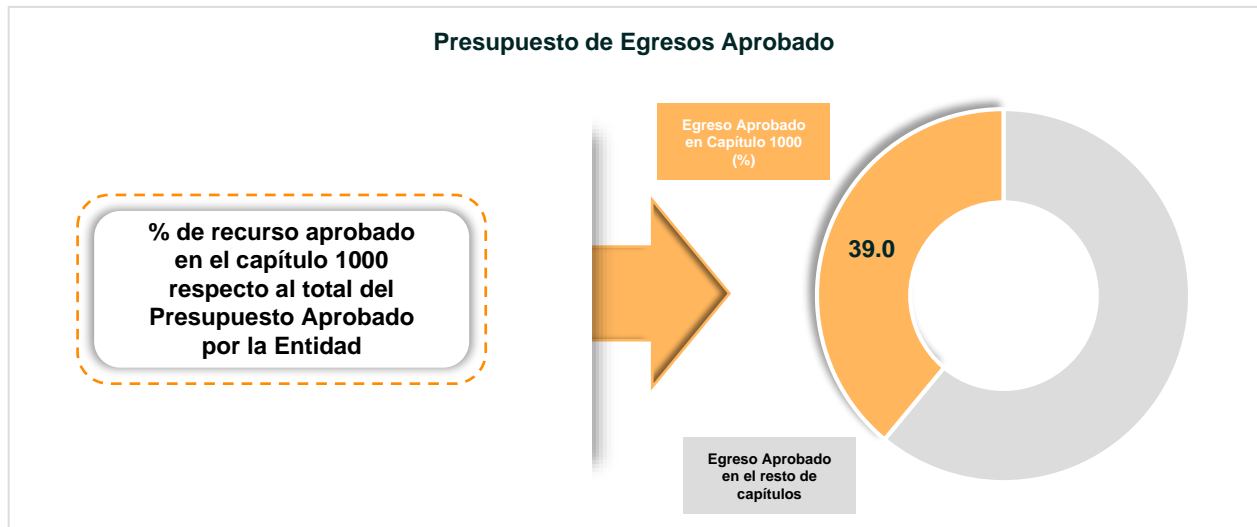 Presupuesto de Egresos Aprobado
Egreso Aprobado
en Capítulo 1000
(%)
% de recurso aprobado
en el capítulo 1000
respecto al total del
Presupuesto Aprobado
por la Entidad
39.0
Egreso Aprobado
en el resto de
capítulos